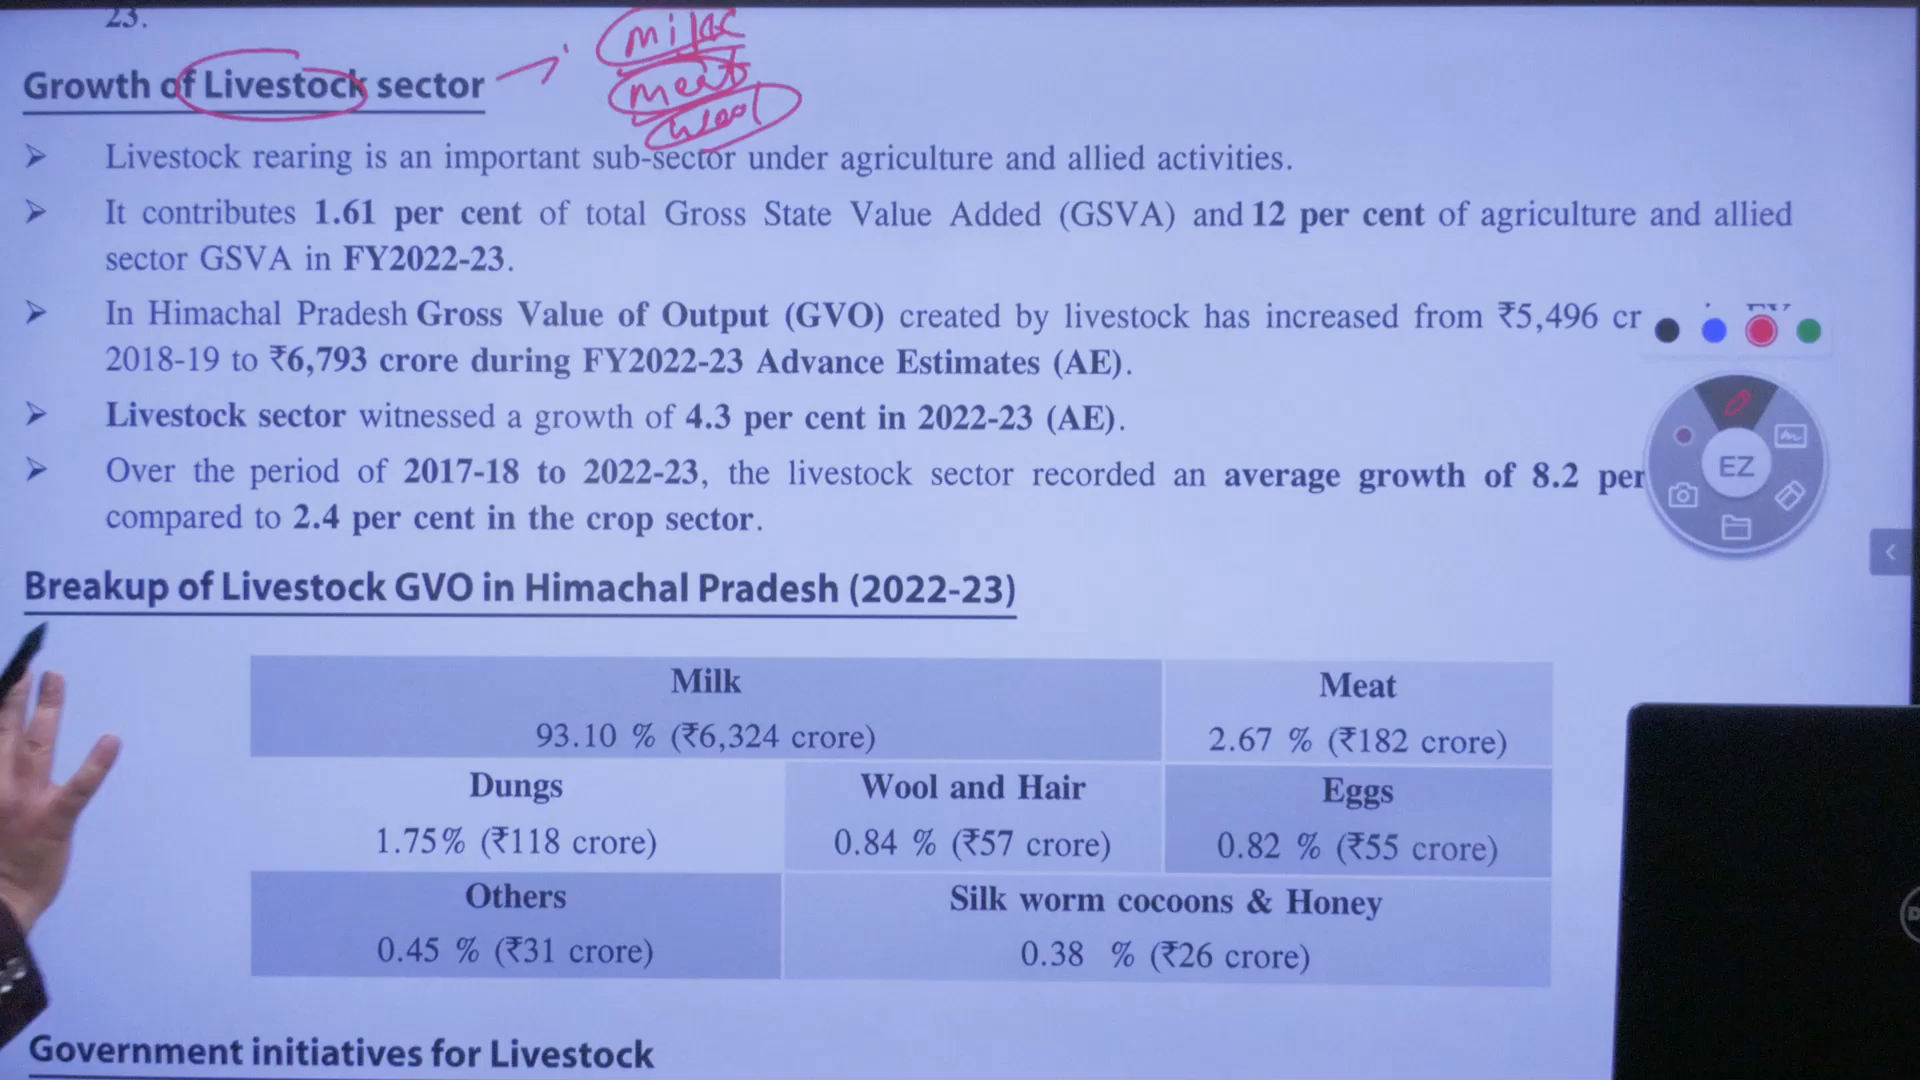 23.
milk
meat
wool
Growth of Livestock sector
➢ Livestock rearing is an important sub-sector under agriculture and allied activities.
➢ It contributes 1.61 per cent of total Gross State Value Added (GSVA) and 12 per cent of agriculture and allied
sector GSVA in FY2022-23.
➢ In Himachal Pradesh Gross Value of Output (GVO) created by livestock has increased from ₹5,496 cr
2018-19 to ₹6,793 crore during FY2022-23 Advance Estimates (AE).
➢ Livestock sector witnessed a growth of 4.3 per cent in 2022-23 (AE).
➢ Over the period of 2017-18 to 2022-23, the livestock sector recorded an average growth of 8.2 per
compared to 2.4 per cent in the crop sector.
EZ
Breakup of Livestock GVO in Himachal Pradesh (2022-23)
Milk
93.10 % (₹6,324 crore)
Meat
2.67 % (₹182 crore)
Dungs
1.75% (₹118 crore)
Wool and Hair
0.84 % (₹57 crore)
Eggs
0.82 % (₹55 crore)
Others
0.45 % (₹31 crore)
Silk worm cocoons & Honey
0.38 % (₹26 crore)
Government initiatives for Livestock